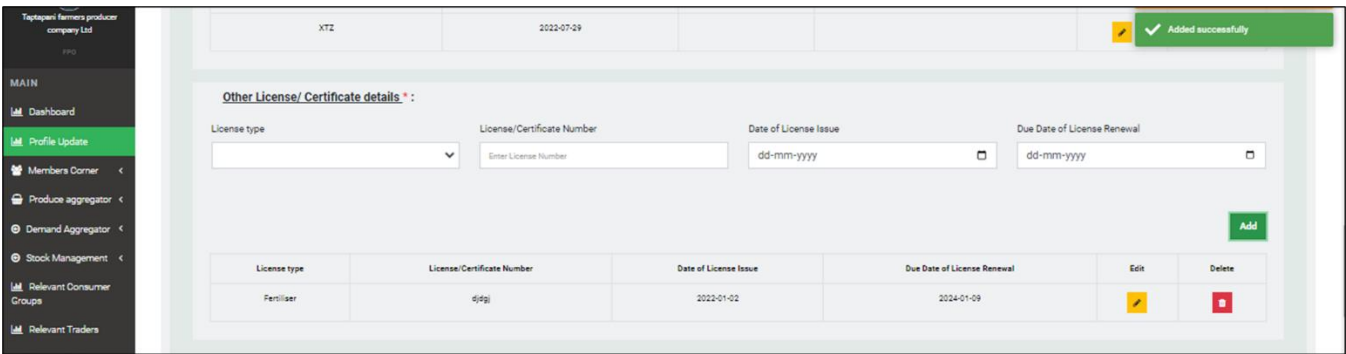 Taptapani farmers producer
company Ltd
FPO
MAIN
Dashboard
Profile Update
Members Corner
Produce aggregator
Demand Aggregator
Stock Management
Relevant Consumer
Groups
Relevant Traders
XTZ 2022-07-29
Added successfully
Other License/ Certificate details * :
License type License/Certificate Number Date of License Issue Due Date of License Renewal
Enter License Number dd-mm-yyyy dd-mm-yyyy
Add
License type License/Certificate Number Date of License Issue Due Date of License Renewal Edit Delete
Fertiliser djdgj 2022-01-02 2024-01-09